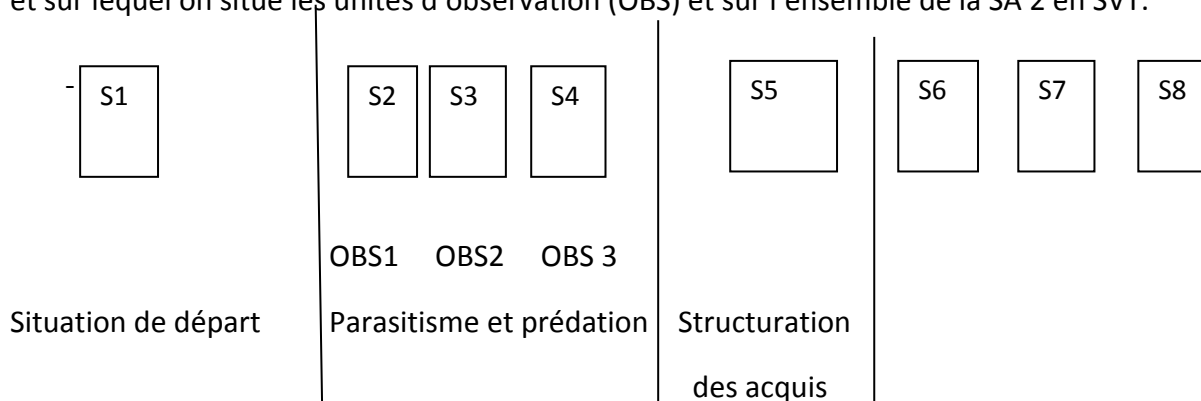 et sur lequel on situe les unités d'observation (OBS) et sur l'ensemble de la SA 2 en SVT.
- S1 S2 S3 S4 S5 S6 S7 S8
OBS1 OBS2 OBS 3
Situation de départ Parasitisme et prédation Structuration
des acquis